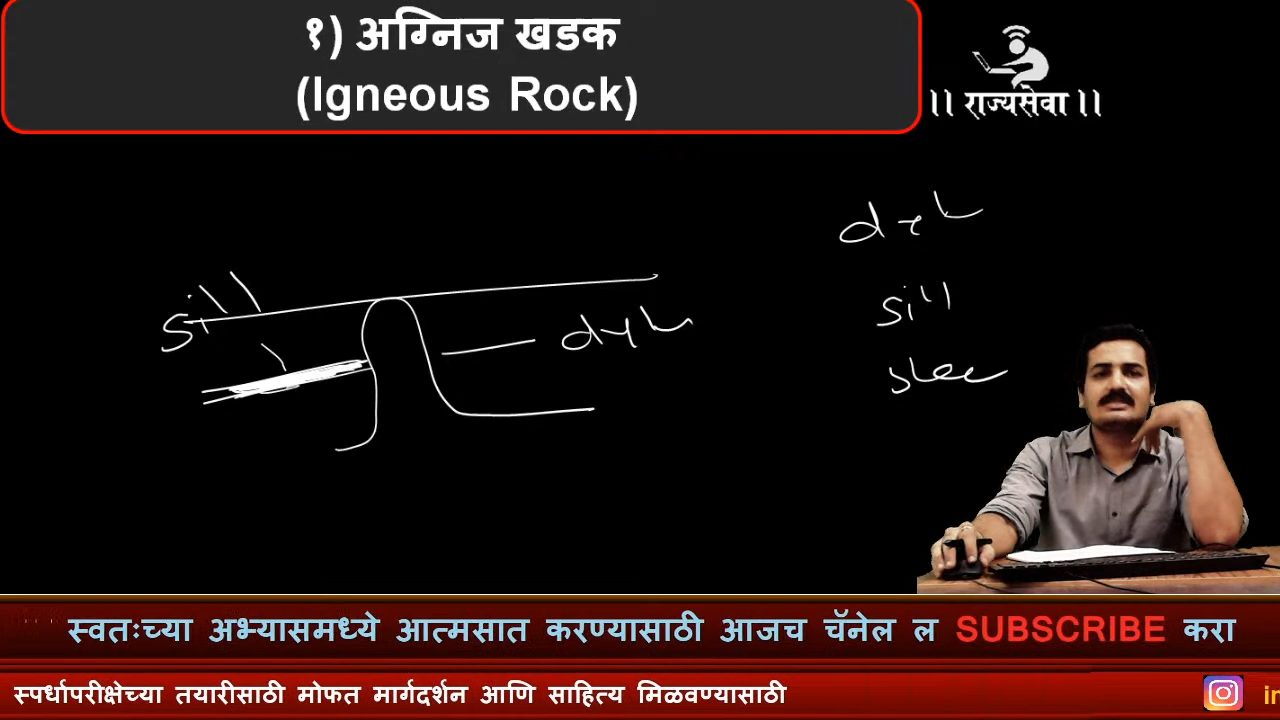 १) अग्निज खडक
(Igneous Rock)
।। राज्यसेवा ।।
sill
sill
स्वतःच्या अभ्यासमध्ये आत्मसात करण्यासाठी आजच चॅनेल ल SUBSCRIBE करा
स्पर्धापरीक्षेच्या तयारीसाठी मोफत मार्गदर्शन आणि साहित्य मिळवण्यासाठी